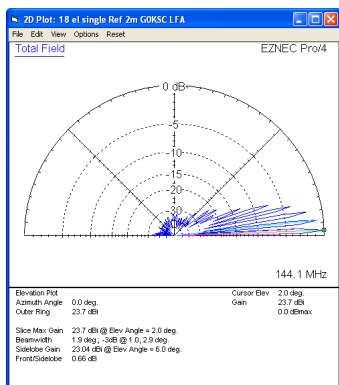 2D Plot: 18 el single Ref 2m G0KSC LFA
File Edit View Options Reset
Total Field EZNEC Pro/4
0 dB
-5
-10
-15
-20
-30
144.1 MHz
Elevation Plot Cursor Elev 2.0 deg.
Azimuth Angle 0.0 deg. Gain 23.7 dBi
Outer Ring 23.7 dBi 0.0 dBmax
Slice Max Gain 23.7 dBi @ Elev Angle = 2.0 deg.
Beamwidth 1.9 deg.; -3dB @ 1.0, 2.9 deg.
Sidelobe Gain 23.04 dBi @ Elev Angle = 6.0 deg.
Front/Sidelobe 0.66 dB